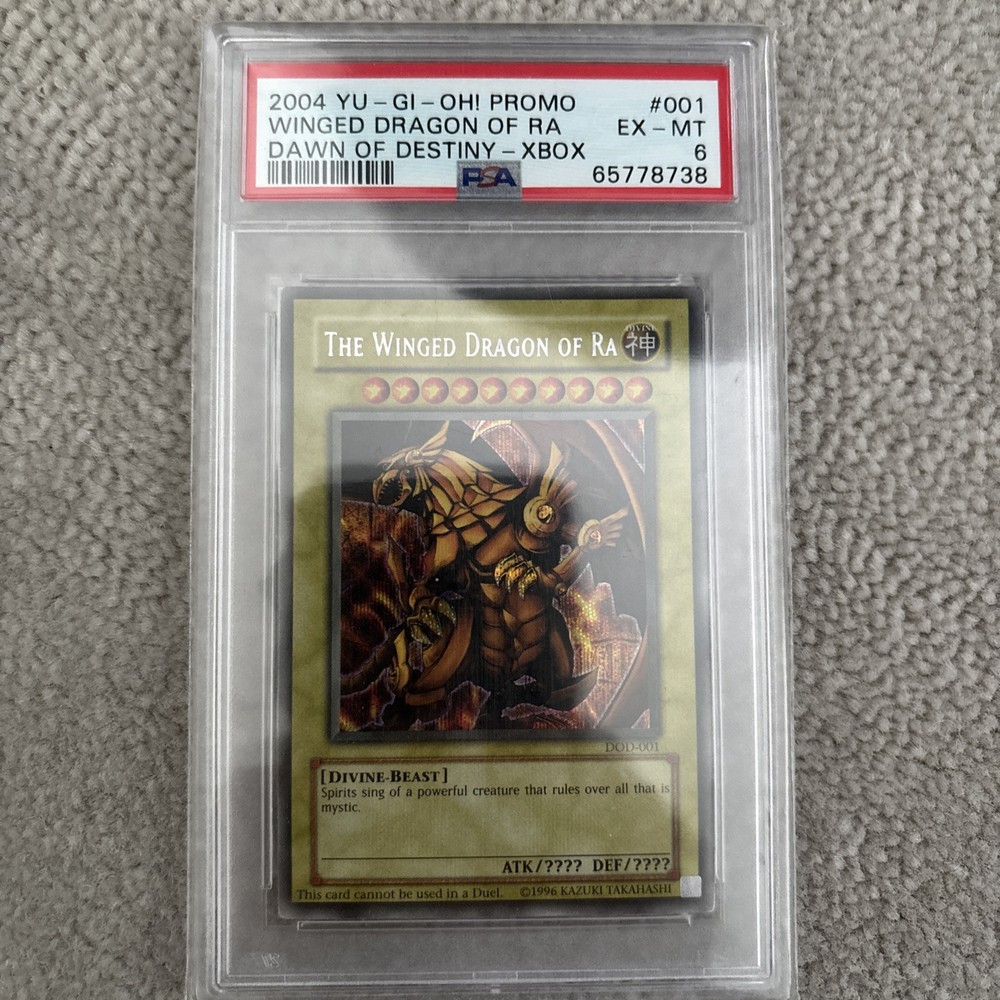 2004 YU-GI-OH! PROMO #001
WINGED DRAGON OF RA EX-MT
DAWN OF DESTINY-XBOX 6
PSA 65778738
THE WINGED DRAGON OF RA
DIVINE
神
DOD-001
[DIVINE-BEAST]
Spirits sing of a powerful creature that rules over all that is
mystic.
ATK/???? DEF/????
This card cannot be used in a Duel. ©1996 KAZUKI TAKAHASHI